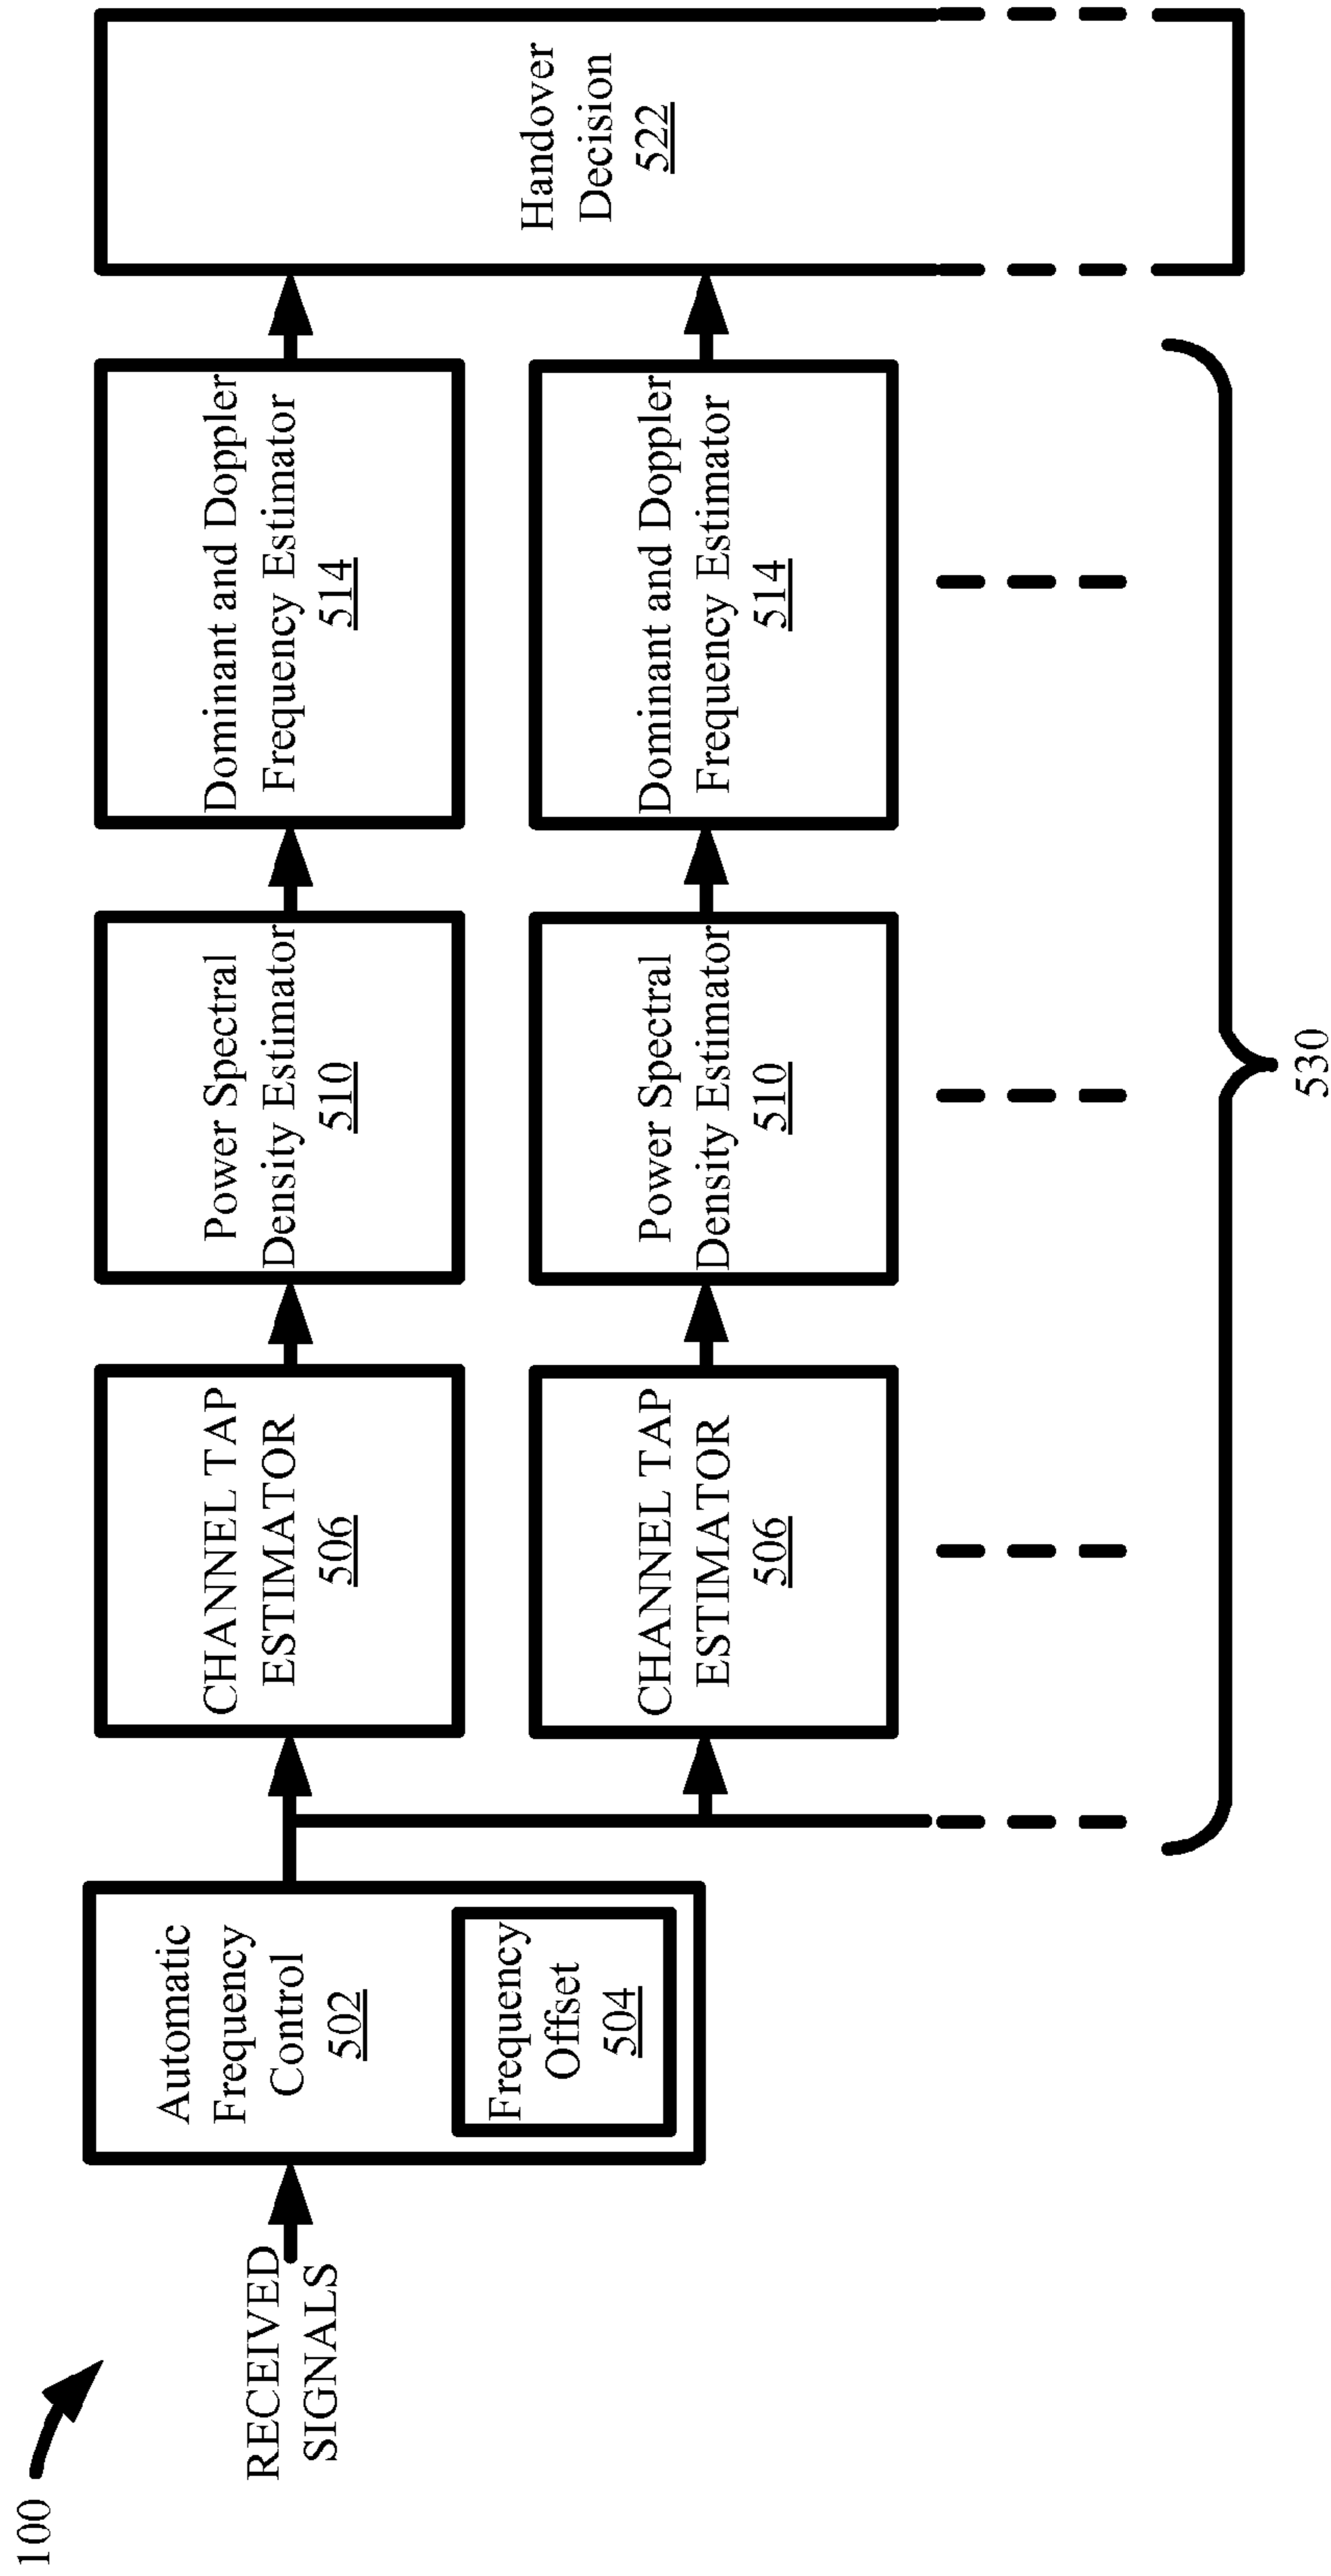 100
RECEIVED
SIGNALS
Automatic
Frequency
Control
502
Frequency
Offset
504
CHANNEL TAP
ESTIMATOR
506
Power Spectral
Density Estimator
510
Dominant and Doppler
Frequency Estimator
514
CHANNEL TAP
ESTIMATOR
506
Power Spectral
Density Estimator
510
Dominant and Doppler
Frequency Estimator
514
Handover
Decision
522
530